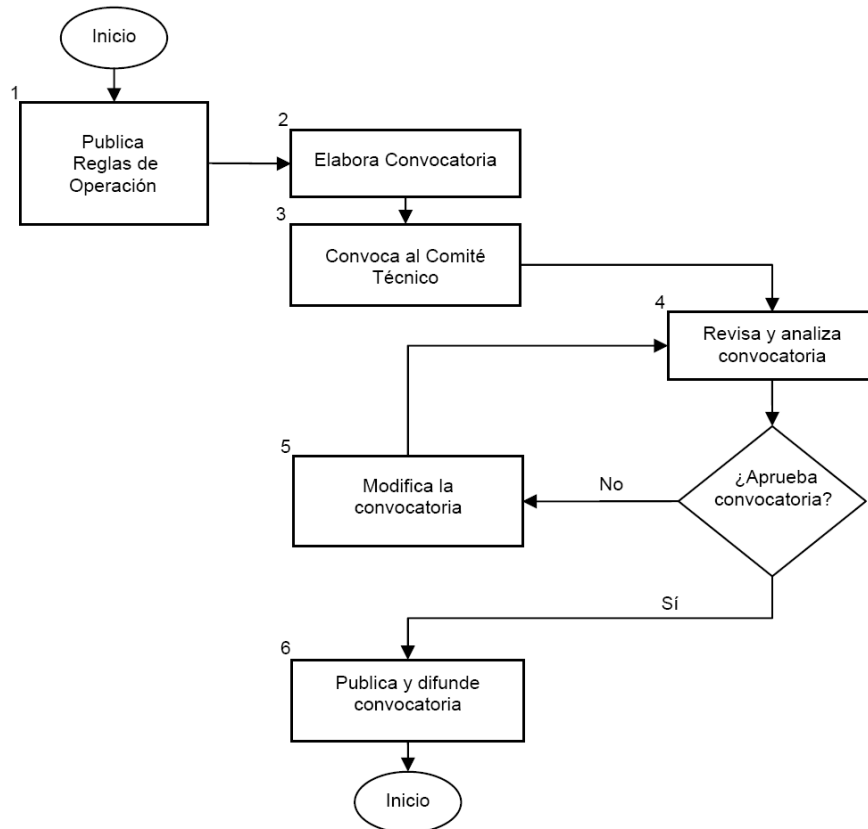 Inicio
1
Publica
Reglas de
Operación
2
Elabora Convocatoria
3
Convoca al Comité
Técnico
4
Revisa y analiza
convocatoria
¿Aprueba
convocatoria?
No
5
Modifica la
convocatoria
Sí
6
Publica y difunde
convocatoria
Inicio